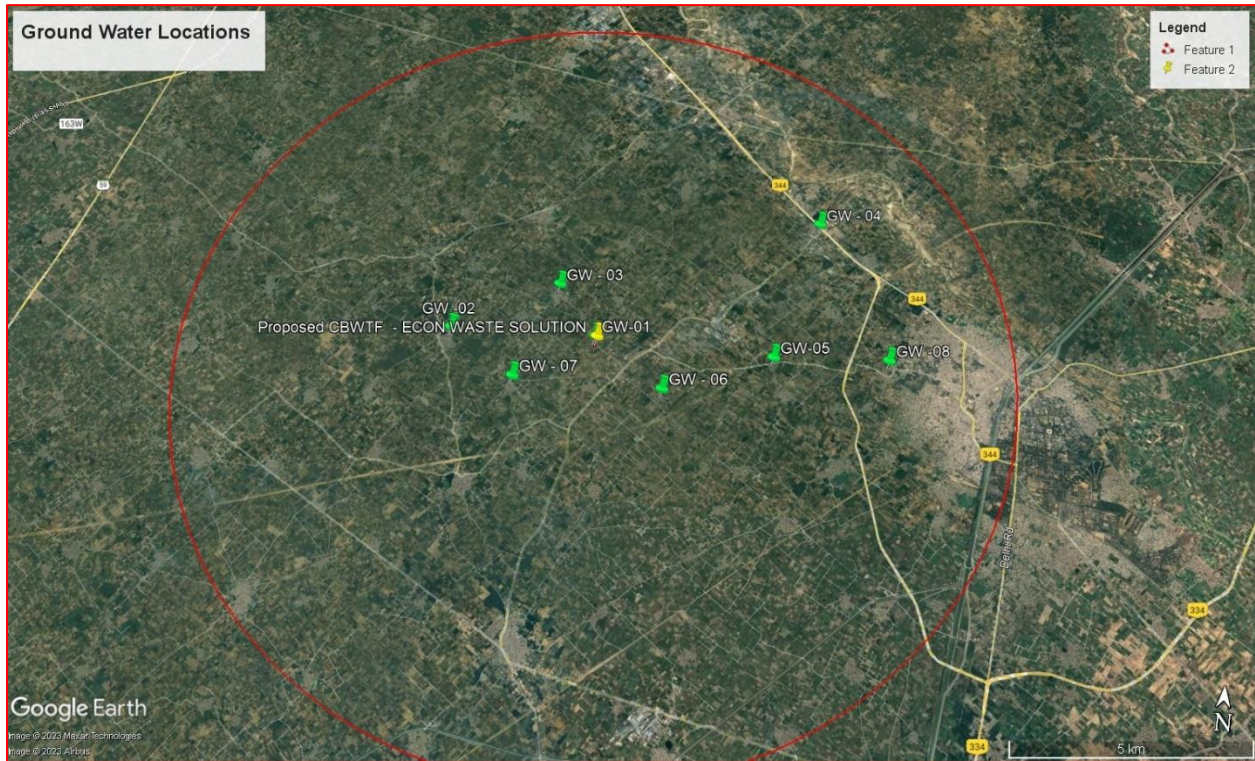 Ground Water Locations
Legend
Feature 1
Feature 2
163W
59
344
GW - 04
GW - 03
344
GW -02
Proposed CBWTF - ECON WASTE SOLUTION
GW-01
GW-05
GW - 08
GW - 07
GW - 06
344
Delhi Rd
334
Google Earth
Image © 2023 Maxar Technologies
Image © 2023 Airbus
N
334
5 km